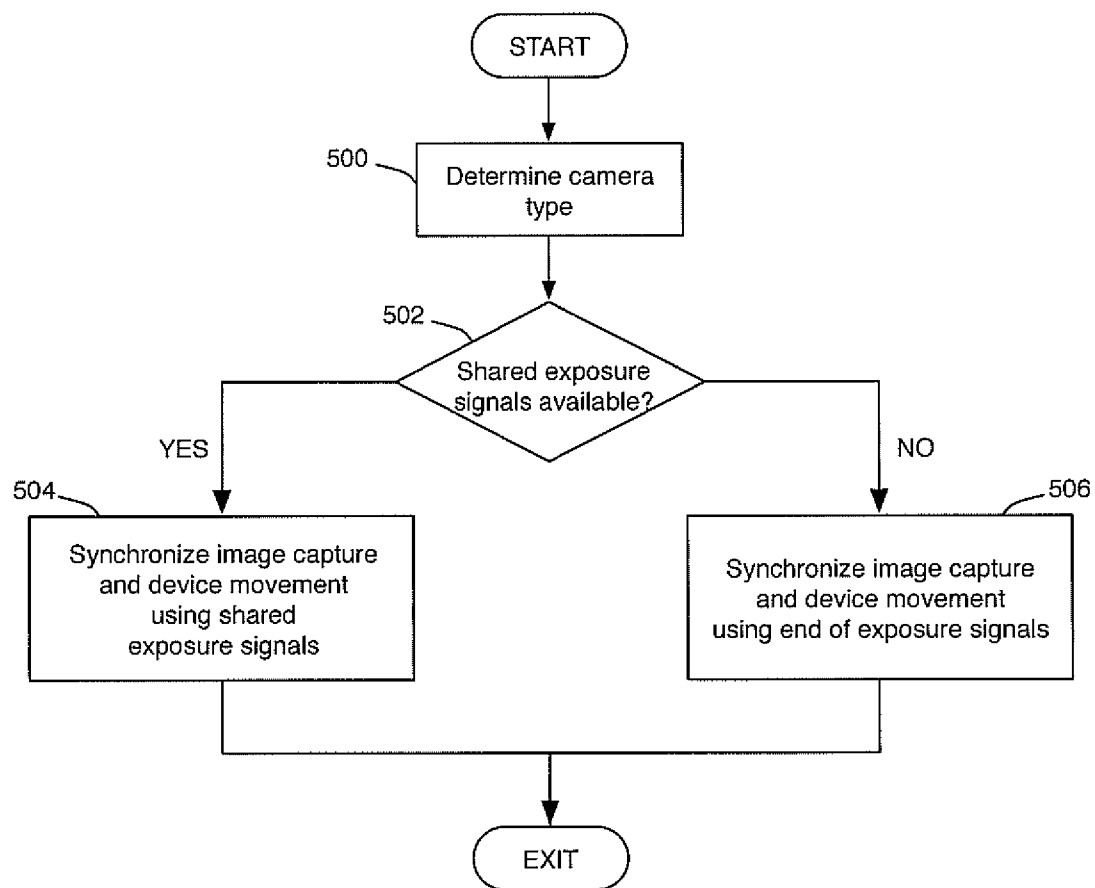 START
500
Determine camera
type
502
Shared exposure
signals available?
YES
NO
504
Synchronize image capture
and device movement
using shared
exposure signals
506
Synchronize image capture
and device movement
using end of exposure signals
EXIT